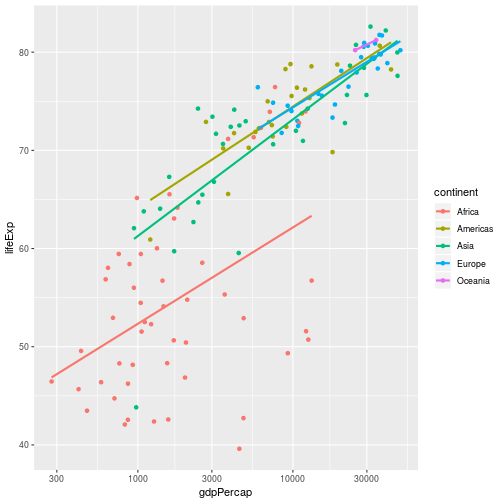 80
70
60
50
40
lifeExp
300
1000
3000
10000
30000
gdpPercap
continent
Africa
Americas
Asia
Europe
Oceania